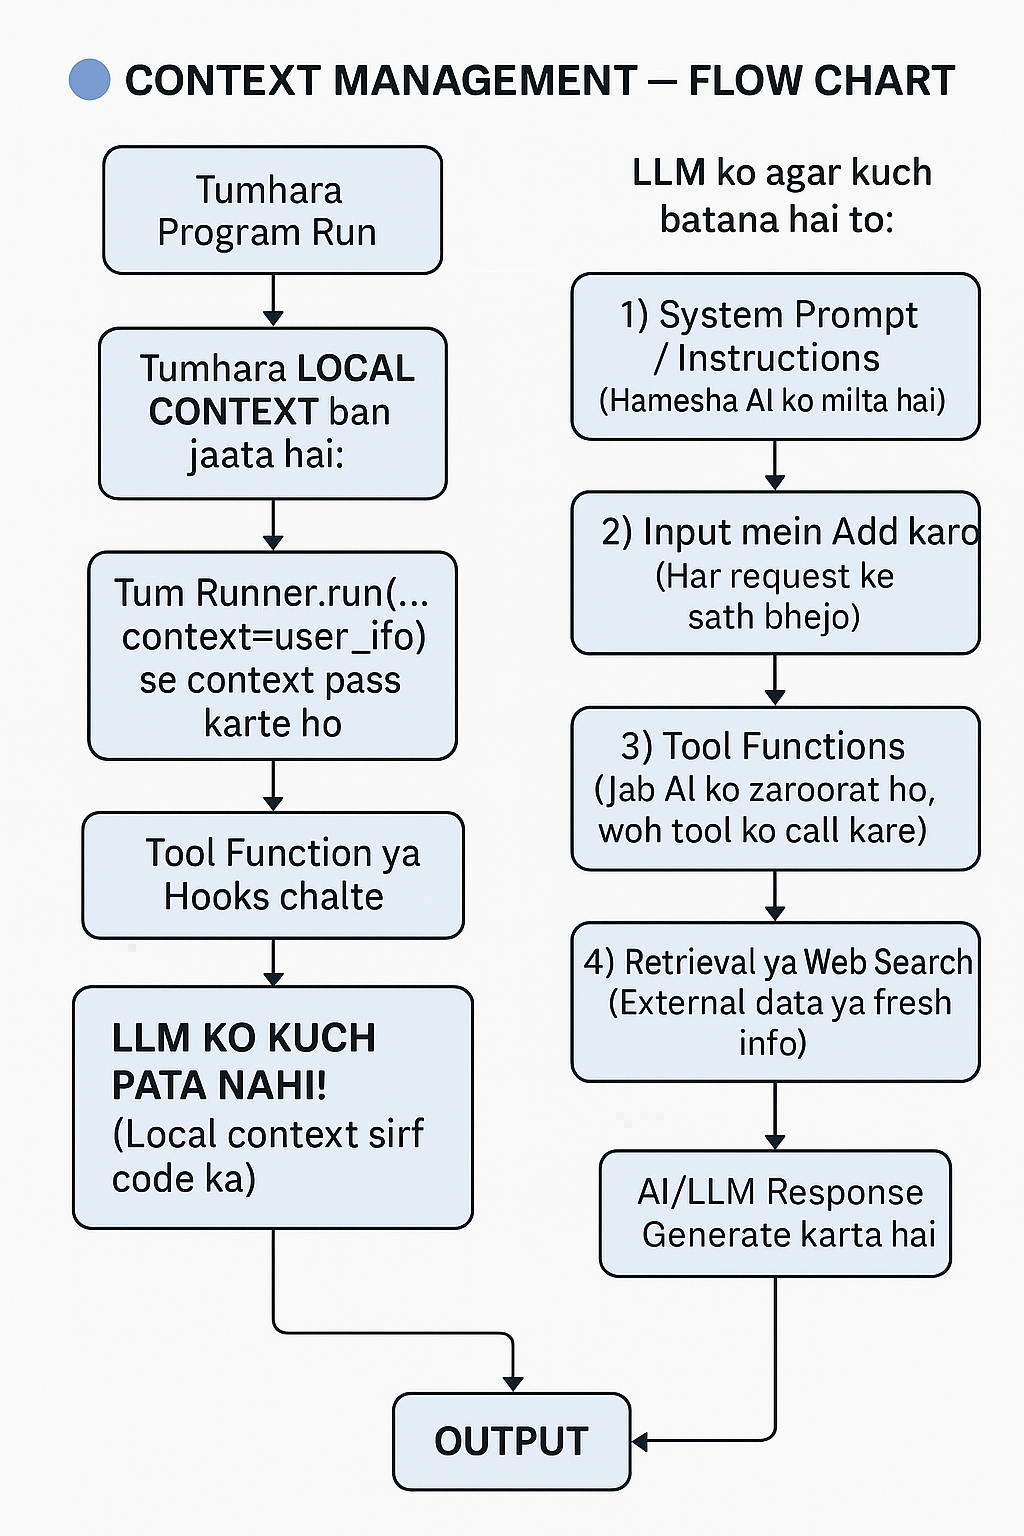 CONTEXT MANAGEMENT – FLOW CHART
Tumhara
Program Run
Tumhara LOCAL
CONTEXT ban
jaata hai:
Tum Runner.run(...
context=user_ifo)
se context pass
karte ho
Tool Function ya
Hooks chalte
LLM KO KUCH
PATA NAHI!
(Local context sirf
code ka)
LLM ko agar kuch
batana hai to:
1) System Prompt
/ Instructions
(Hamesha AI ko milta hai)
2) Input mein Add karo
(Har request ke
sath bhejo)
3) Tool Functions
(Jab AI ko zaroorat ho,
woh tool ko call kare)
4) Retrieval ya Web Search
(External data ya fresh
info)
AI/LLM Response
Generate karta hai
OUTPUT